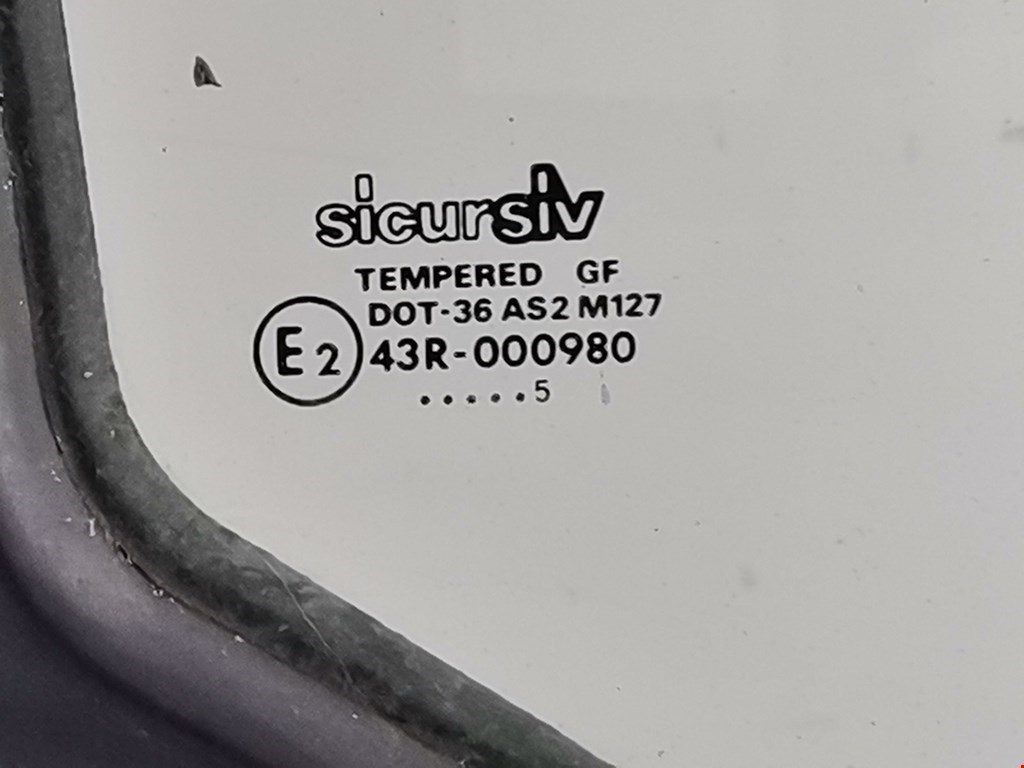 sicursiv
TEMPERED GF
DOT-36 AS2 M127
E2 43R-000980
.....5